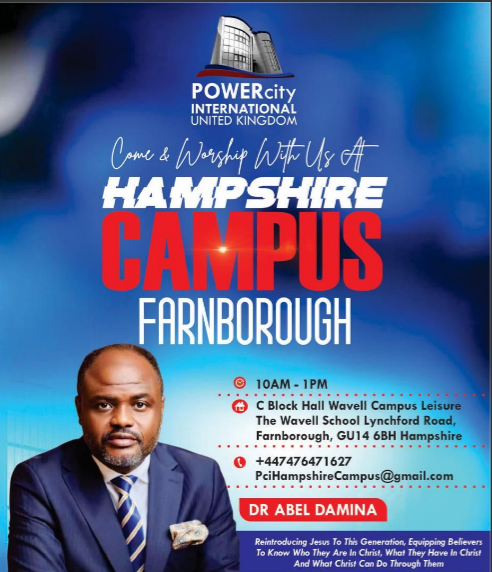 POWERcity
INTERNATIONAL
UNITED KINGDOM
Come & Worship With Us At
HAMPSHIRE
CAMPUS
FARNBOROUGH
10AM - 1PM
C Block Hall Wavell Campus Leisure
The Wavell School Lynchford Road,
Farnborough, GU14 6BH Hampshire
+447476471627
PciHampshireCampus@gmail.com
DR ABEL DAMINA
Reintroducing Jesus To This Generation, Equipping Believers
To Know Who They Are In Christ, What They Have In Christ
And What Christ Can Do Through Them